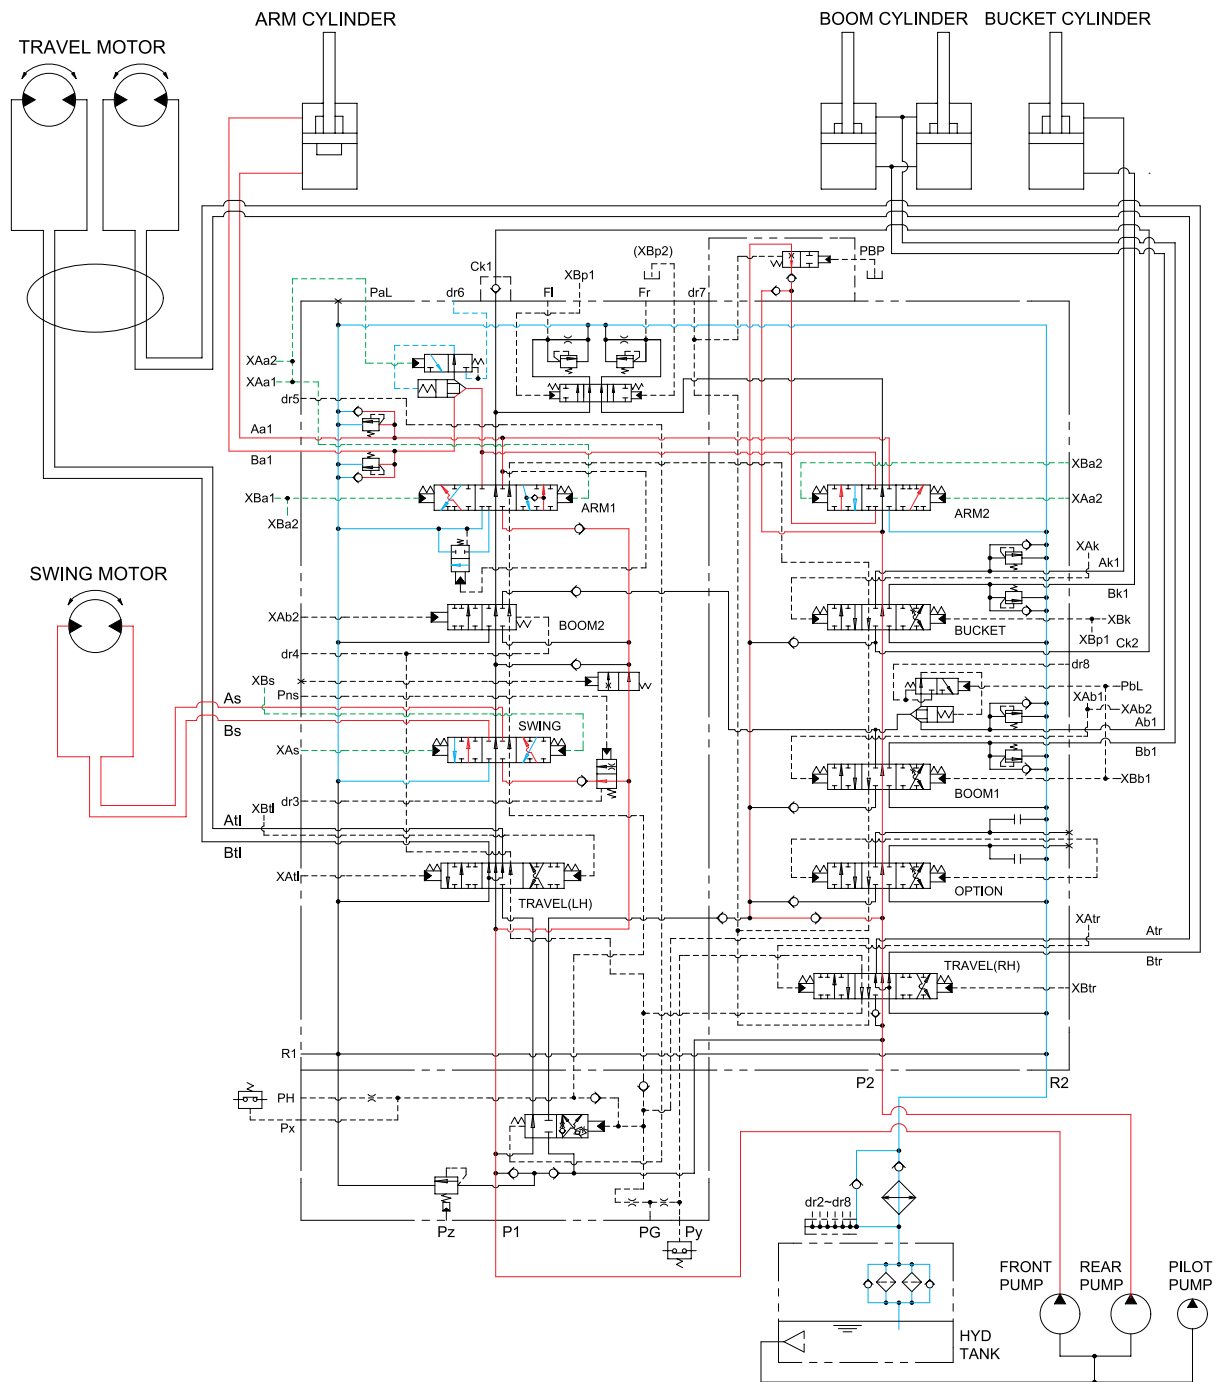 ARM CYLINDER
BOOM CYLINDER
BUCKET CYLINDER
TRAVEL MOTOR
(XBp2)
PBP
Ck1
XBp1
PaL
dr6
Fl
Fr
dr7
XAa2
XAa1
dr5
Aa1
Ba1
XBa2
XBa1
XAa2
XBa2
ARM1
ARM2
XAk
Ak1
SWING MOTOR
Bk1
XAb2
BOOM2
BUCKET
XBk
XBp1
Ck2
dr4
dr8
XBs
PbL
Pns
XAb1
As
XAb2
SWING
Ab1
Bs
XAs
Bb1
XBb1
BOOM1
dr3
XBtl
Atl
Btl
XAtl
OPTION
TRAVEL(LH)
XAtr
Atr
Btr
TRAVEL(RH)
XBtr
R1
P2
R2
PH
Px
dr2~dr8
Pz
P1
PG
Py
FRONT
PUMP
REAR
PUMP
PILOT
PUMP
HYD
TANK